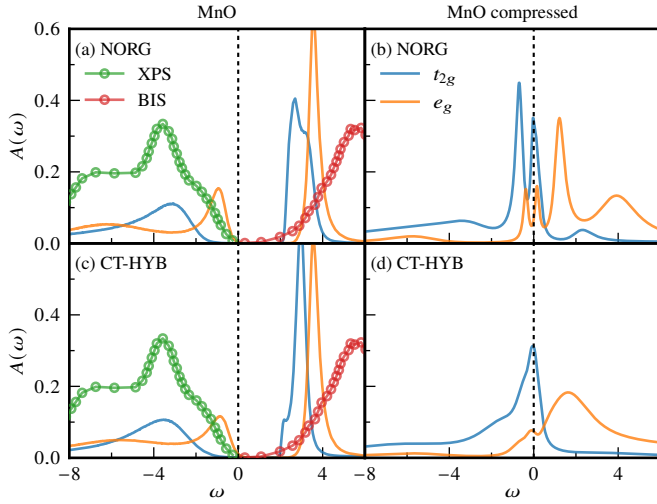 MnO
MnO compressed
0.6
(a) NORG
(b) NORG
XPS
t2g
BIS
eg
0.4
A(ω)
0.2
0.0
(c) CT-HYB
(d) CT-HYB
0.4
A(ω)
0.2
0.0
−8 −4 0 4 −8 −4 0 4
ω ω